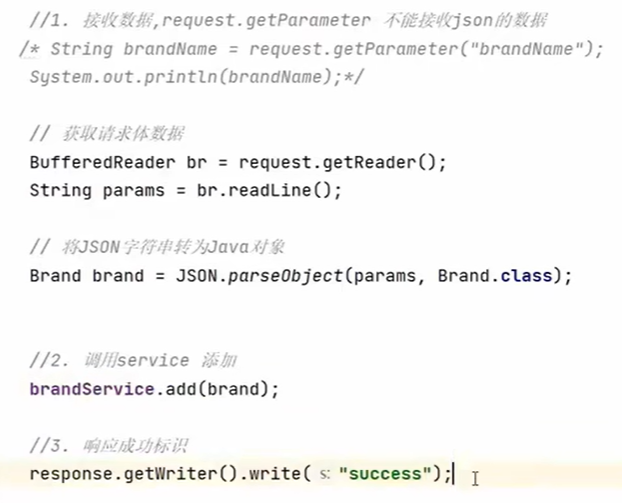 //1. 接收数据,request.getParameter 不能接收json的数据
/* String brandName = request.getParameter("brandName");
System.out.println(brandName);*/
// 获取请求体数据
BufferedReader br = request.getReader();
String params = br.readLine();
// 将JSON字符串转为Java对象
Brand brand = JSON.parseObject(params, Brand.class);
//2. 调用service 添加
brandService.add(brand);
//3. 响应成功标识
response.getWriter().write( s: "success");